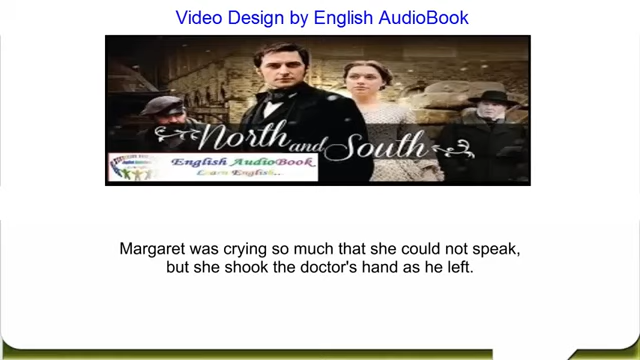 Video Design by English AudioBook
North and South
English AudioBook
Learn English...
Margaret was crying so much that she could not speak,
but she shook the doctor's hand as he left.